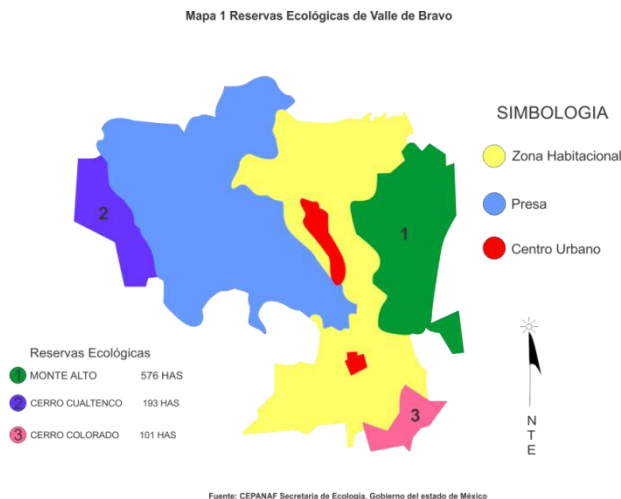 Mapa 1 Reservas Ecológicas de Valle de Bravo
SIMBOLOGIA
Zona Habitacional
Presa
Centro Urbano
2
1
3
Reservas Ecológicas
1 MONTE ALTO 576 HAS
2 CERRO CUALTENCO 193 HAS
3 CERRO COLORADO 101 HAS
N
T
E
Fuente: CEPANAF Secretaria de Ecologia. Gobierno del estado de México